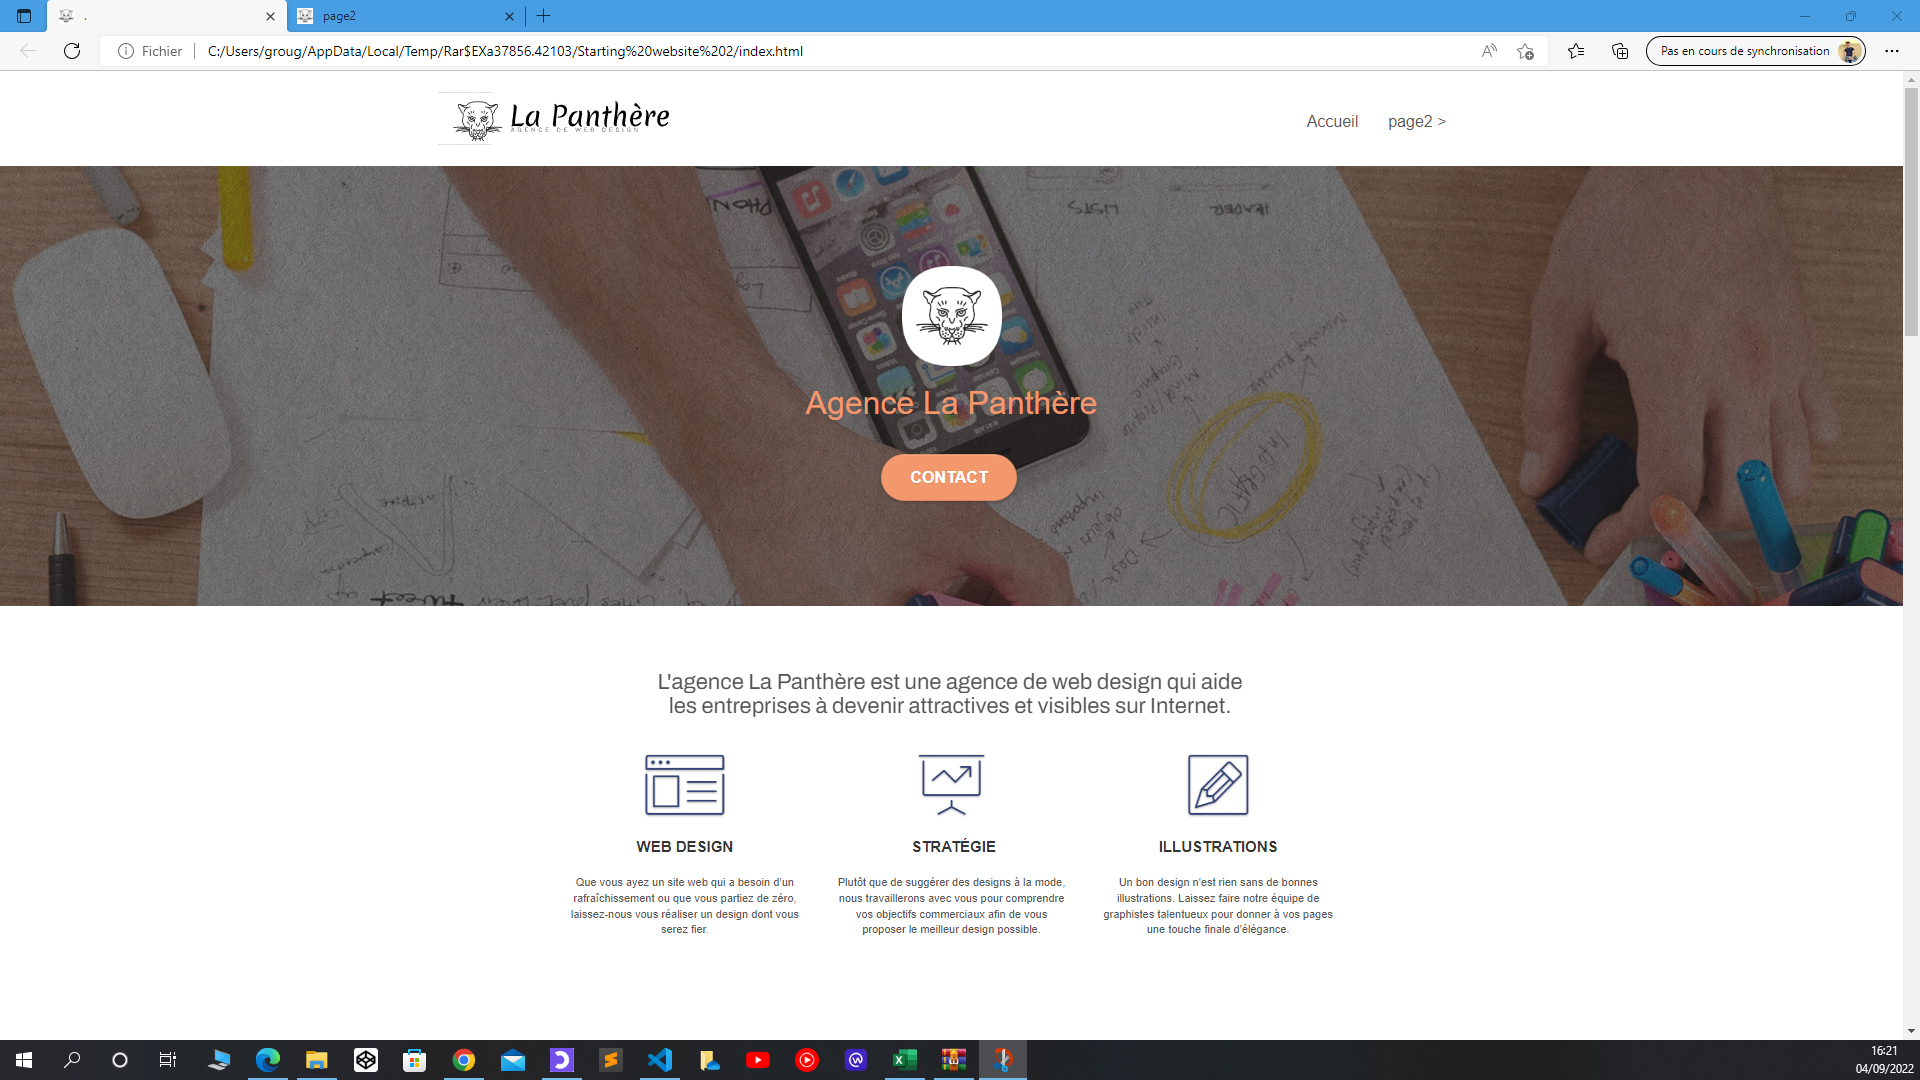 .
page2
Fichier
C:/Users/groug/AppData/Local/Temp/Rar$EXa37856.42103/Starting%20website%202/index.html
Pas en cours de synchronisation
La Panthère
AGENCE DE WEB DESIGN
Accueil
page2 >
LISTS
HEADER
Agence La Panthère
CONTACT
L'agence La Panthère est une agence de web design qui aide
les entreprises à devenir attractives et visibles sur Internet.
WEB DESIGN
Que vous ayez un site web qui a besoin d'un
rafraîchissement ou que vous partiez de zéro,
laissez-nous vous réaliser un design dont vous
serez fier.
STRATÉGIE
Plutôt que de suggérer des designs à la mode,
nous travaillerons avec vous pour comprendre
vos objectifs commerciaux afin de vous
proposer le meilleur design possible.
ILLUSTRATIONS
Un bon design n'est rien sans de bonnes
illustrations. Laissez faire notre équipe de
graphistes talentueux pour donner à vos pages
une touche finale d'élégance.
16:21
04/09/2022